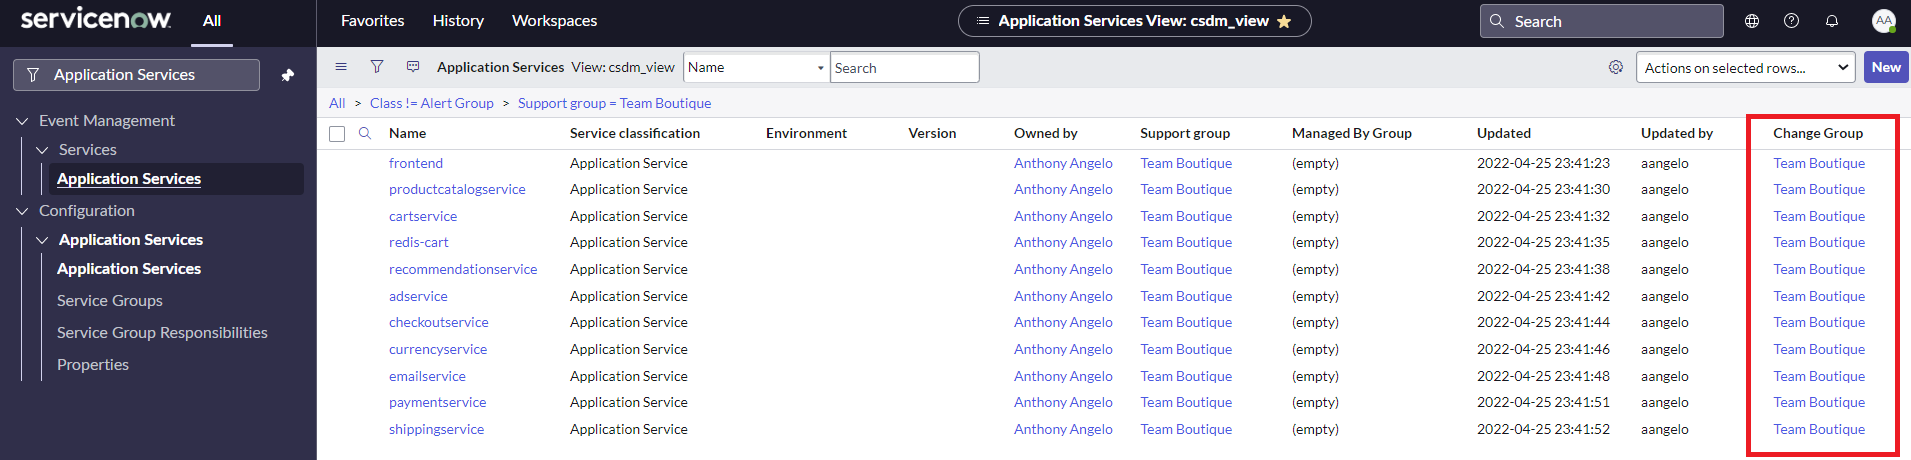 servicenow. All Favorites History Workspaces Application Services View: csdm_view Search AA
Application Services
Application Services View: csdm_view Name Search Actions on selected rows... New
All > Class != Alert Group > Support group = Team Boutique
Event Management
Services
Application Services
Configuration
Application Services
Application Services
Service Groups
Service Group Responsibilities
Properties
Name Service classification Environment Version Owned by Support group Managed By Group Updated Updated by Change Group
frontend Application Service Anthony Angelo Team Boutique (empty) 2022-04-25 23:41:23 aangelo Team Boutique
productcatalogservice Application Service Anthony Angelo Team Boutique (empty) 2022-04-25 23:41:30 aangelo Team Boutique
cartservice Application Service Anthony Angelo Team Boutique (empty) 2022-04-25 23:41:32 aangelo Team Boutique
redis-cart Application Service Anthony Angelo Team Boutique (empty) 2022-04-25 23:41:35 aangelo Team Boutique
recommendationservice Application Service Anthony Angelo Team Boutique (empty) 2022-04-25 23:41:38 aangelo Team Boutique
adservice Application Service Anthony Angelo Team Boutique (empty) 2022-04-25 23:41:42 aangelo Team Boutique
checkoutservice Application Service Anthony Angelo Team Boutique (empty) 2022-04-25 23:41:44 aangelo Team Boutique
currencyservice Application Service Anthony Angelo Team Boutique (empty) 2022-04-25 23:41:46 aangelo Team Boutique
emailservice Application Service Anthony Angelo Team Boutique (empty) 2022-04-25 23:41:48 aangelo Team Boutique
paymentservice Application Service Anthony Angelo Team Boutique (empty) 2022-04-25 23:41:51 aangelo Team Boutique
shippingservice Application Service Anthony Angelo Team Boutique (empty) 2022-04-25 23:41:52 aangelo Team Boutique